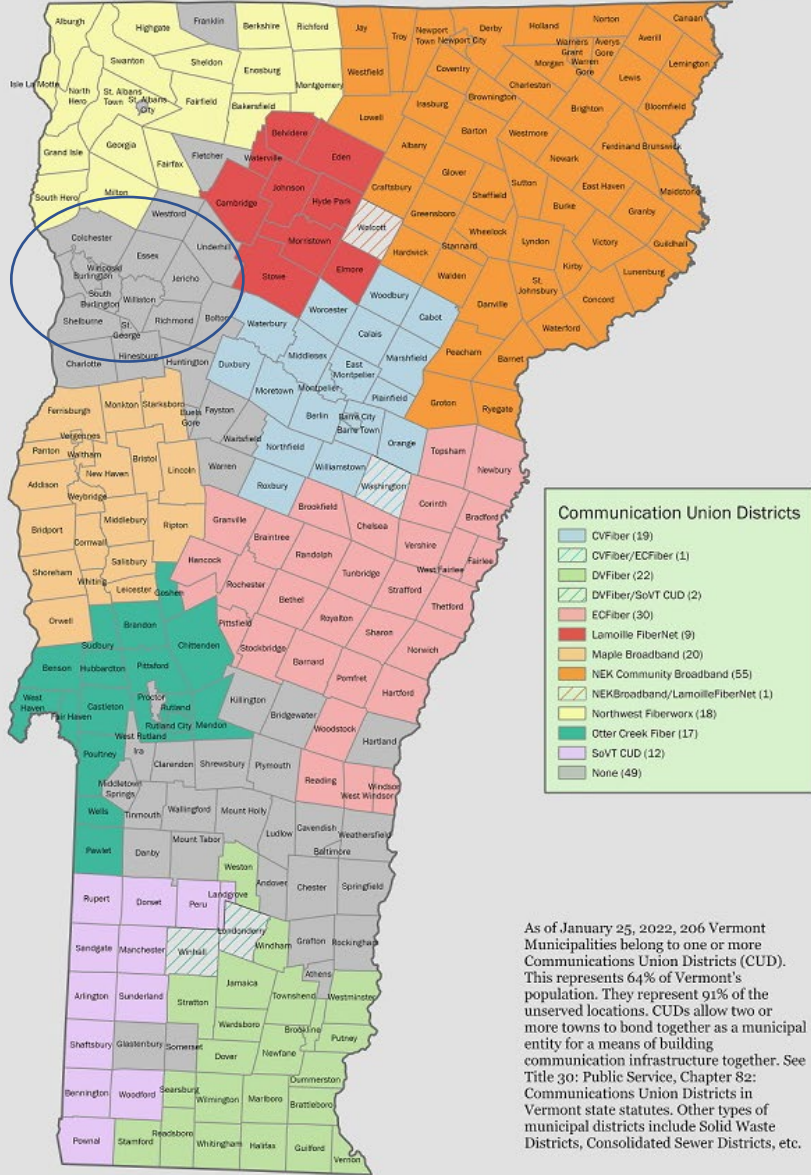 Alburgh
Highgate
Franklin
Berkshire
Richford
Jay
Troy
Newport Town
Newport City
Derby
Holland
Norton
Canaan
Averill
Warners Grant
Averys Gore
Warren Gore
Morgan
Lemington
Lewis
Swanton
Sheldon
Enosburg
Montgomery
Westfield
Coventry
Charleston
Brownington
Brighton
Bloomfield
North Hero
St. Albans Town
St. Albans City
Fairfield
Bakersfield
Lowell
Irasburg
Barton
Westmore
Ferdinand
Brunswick
Grand Isle
Georgia
Fairfax
Fletcher
Belvidere
Waterville
Eden
Albany
Glover
Newark
East Haven
Maidstone
South Hero
Milton
Cambridge
Johnson
Hyde Park
Craftsbury
Sheffield
Sutton
Burke
Granby
Westford
Wolcott
Greensboro
Wheelock
Stannard
Lyndon
Victory
Guildhall
Colchester
Essex
Underhill
Morristown
Elmore
Hardwick
Kirby
Lunenburg
Winooski
Burlington
Jericho
Stowe
Woodbury
Walden
Danville
St. Johnsbury
Concord
South Burlington
Williston
Worcester
Cabot
Shelburne
St. George
Richmond
Bolton
Waterbury
Calais
Waterford
Charlotte
Hinesburg
Huntington
Duxbury
Middlesex
East Montpelier
Marshfield
Peacham
Barnet
Moretown
Montpelier
Plainfield
Groton
Ryegate
Ferrisburgh
Monkton
Starksboro
Buels Gore
Fayston
Berlin
Barre City
Barre Town
Vergennes
Panton
Waltham
Bristol
Waitsfield
Northfield
Orange
Topsham
Newbury
Addison
New Haven
Weybridge
Lincoln
Warren
Roxbury
Williamstown
Washington
Corinth
Bradford
Bridport
Middlebury
Cornwall
Ripton
Granville
Braintree
Brookfield
Chelsea
Vershire
West Fairlee
Fairlee
Shoreham
Whiting
Salisbury
Leicester
Goshen
Hancock
Rochester
Randolph
Tunbridge
Strafford
Thetford
Orwell
Sudbury
Brandon
Chittenden
Pittsfield
Bethel
Royalton
Sharon
Norwich
Benson
Hubbardton
Pittsford
Stockbridge
Barnard
Pomfret
Hartford
West Haven
Fair Haven
Castleton
Proctor
Rutland
Rutland City
West Rutland
Mendon
Killington
Bridgewater
Woodstock
Hartland
Poultney
Ira
Clarendon
Shrewsbury
Plymouth
Reading
West Windsor
Windsor
Middletown Springs
Wells
Tinmouth
Wallingford
Mount Holly
Ludlow
Cavendish
Weathersfield
Baltimore
Pawlet
Danby
Mount Tabor
Weston
Andover
Chester
Springfield
Rupert
Dorset
Peru
Landgrove
Londonderry
Windham
Grafton
Rockingham
Sandgate
Manchester
Winhall
Athens
Arlington
Sunderland
Stratton
Jamaica
Townshend
Westminster
Shaftsbury
Glastenbury
Somerset
Wardsboro
Brookline
Putney
Dover
Newfane
Bennington
Woodford
Searsburg
Wilmington
Marlboro
Dummerston
Brattleboro
Pownal
Stamford
Readsboro
Whitingham
Halifax
Guilford
Vernon
Communication Union Districts
CVFiber (19)
CVFiber/ECFiber (1)
DVFiber (22)
DVFiber/SoVT CUD (2)
ECFiber (30)
Lamoille FiberNet (9)
Maple Broadband (20)
NEK Community Broadband (55)
NEKBroadband/LamoilleFiberNet (1)
Northwest Fiberworx (18)
Otter Creek Fiber (17)
SoVT CUD (12)
None (49)
As of January 25, 2022, 206 Vermont
Municipalities belong to one or more
Communications Union Districts (CUD).
This represents 64% of Vermont's
population. They represent 91% of the
unserved locations. CUDs allow two or
more towns to bond together as a municipal
entity for a means of building
communication infrastructure together. See
Title 30: Public Service, Chapter 82:
Communications Union Districts in
Vermont state statutes. Other types of
municipal districts include Solid Waste
Districts, Consolidated Sewer Districts, etc.